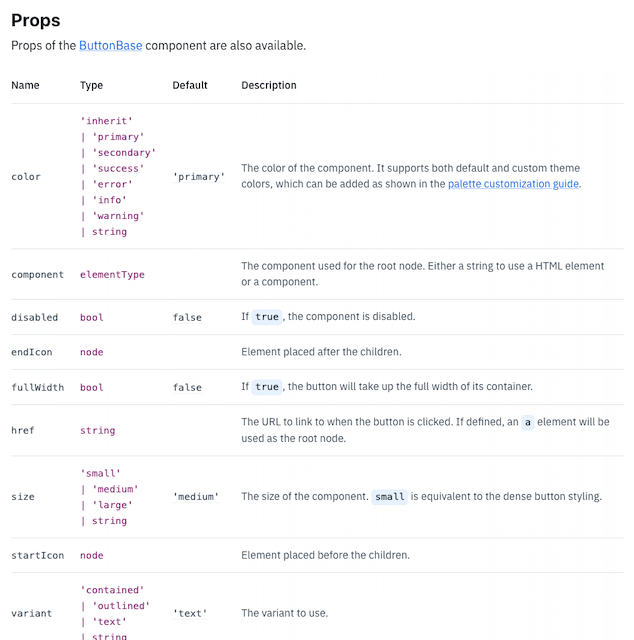 Props
Props of the ButtonBase component are also available.
Name Type Default Description
color 'inherit' | 'primary' | 'secondary' | 'success' | 'error' | 'info' | 'warning' | string 'primary' The color of the component. It supports both default and custom theme
colors, which can be added as shown in the palette customization guide.
component elementType The component used for the root node. Either a string to use a HTML element
or a component.
disabled bool false If true, the component is disabled.
endIcon node Element placed after the children.
fullWidth bool false If true, the button will take up the full width of its container.
href string The URL to link to when the button is clicked. If defined, an a element will be
used as the root node.
size 'small' | 'medium' | 'large' | string 'medium' The size of the component. small is equivalent to the dense button styling.
startIcon node Element placed before the children.
variant 'contained' | 'outlined' | 'text' | string 'text' The variant to use.